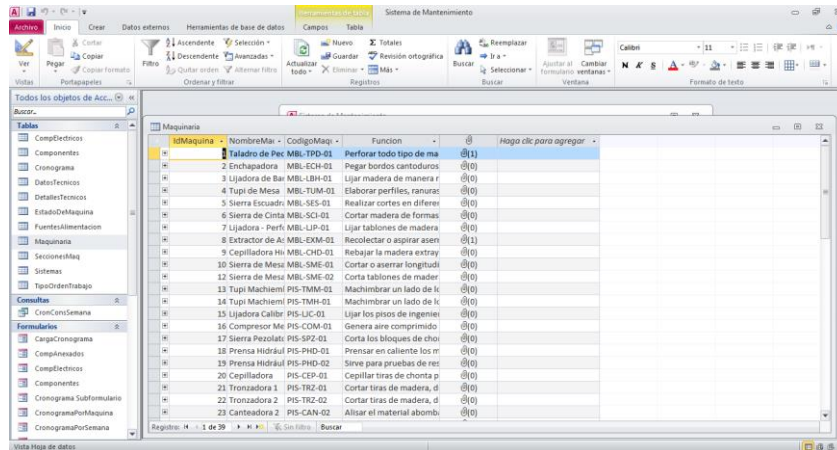 Herramientas de tabla Sistema de Mantenimiento
Archivo Inicio Crear Datos externos Herramientas de base de datos Campos Tabla
Ver
Vistas
Pegar
Cortar
Copiar
Copiar formato
Portapapeles
Filtro
Ascendente
Descendente
Quitar orden
Selección
Avanzadas
Alternar filtro
Ordenar y filtrar
Actualizar todo
Nuevo
Guardar
Eliminar
Totales
Revisión ortográfica
Más
Registros
Buscar
Reemplazar
Ir a
Seleccionar
Buscar
Ajustar al formulario
Cambiar ventanas
Ventana
Calibri 11
N K S
Formato de texto
Todos los objetos de Acc...
Buscar...
Tablas
CompElectricos
Componentes
Cronograma
DatosTecnicos
DetallesTecnicos
EstadoDeMaquina
FuentesAlimentacion
Maquinaria
SeccionesMaq
Sistemas
TipoOrdenTrabajo
Consultas
CronConsSemana
Formularios
CargaCronograma
CompAnexados
CompElectricos
Componentes
Cronograma Subformulario
CronogramaPorMaquina
CronogramaPorSemana
Maquinaria
IdMaquina NombreMa CodigoMaqu Funcion Haga clic para agregar
1 Taladro de Pec MBL-TPD-01 Perforar todo tipo de ma (1)
2 Enchapadora MBL-ECH-01 Pegar bordos cantoduros (0)
3 Lijadora de Ba MBL-LBH-01 Lijar madera de manera r (0)
4 Tupi de Mesa MBL-TUM-01 Elaborar perfiles, ranuras (0)
5 Sierra Escuadra MBL-SES-01 Realizar cortes en diferen (0)
6 Sierra de Cinta MBL-SCI-01 Cortar madera de formas (0)
7 Lijadora - Perfo MBL-LJP-01 Lijar tablones de madera (0)
8 Extractor de As MBL-EXM-01 Recolectar o aspirar aserr (1)
9 Cepilladora Hi MBL-CHD-01 Rebajar la madera extray (0)
10 Sierra de Mesa MBL-SME-01 Cortar o aserrar longitudi (0)
12 Sierra de Mesa MBL-SME-02 Corta tablones de mader (0)
13 Tupi Machiem PIS-TMM-01 Machimbrar un lado de lo (0)
14 Tupi Machiem PIS-TMH-01 Machimbrar un lado de lo (0)
15 Lijadora Calibr PIS-LJC-01 Lijar los pisos de ingenier (0)
16 Compresor Me PIS-COM-01 Genera aire comprimido (0)
17 Sierra Pezolatc PIS-SPZ-01 Corta los bloques de chon (0)
18 Prensa Hidrául PIS-PHD-01 Prensar en caliente los m (0)
19 Prensa Hidrául PIS-PHD-02 Sirve para pruebas de res (0)
20 Cepilladora PIS-CEP-01 Cepillar tiras de chonta p (0)
21 Tronzadora 1 PIS-TRZ-01 Cortar tiras de madera, d (0)
22 Tronzadora 2 PIS-TRZ-02 Cortar tiras de madera, d (0)
23 Canteadora 2 PIS-CAN-02 Alisar el material abomb (0)
Registro: 1 de 39 Sin filtro Buscar
Vista Hoja de datos